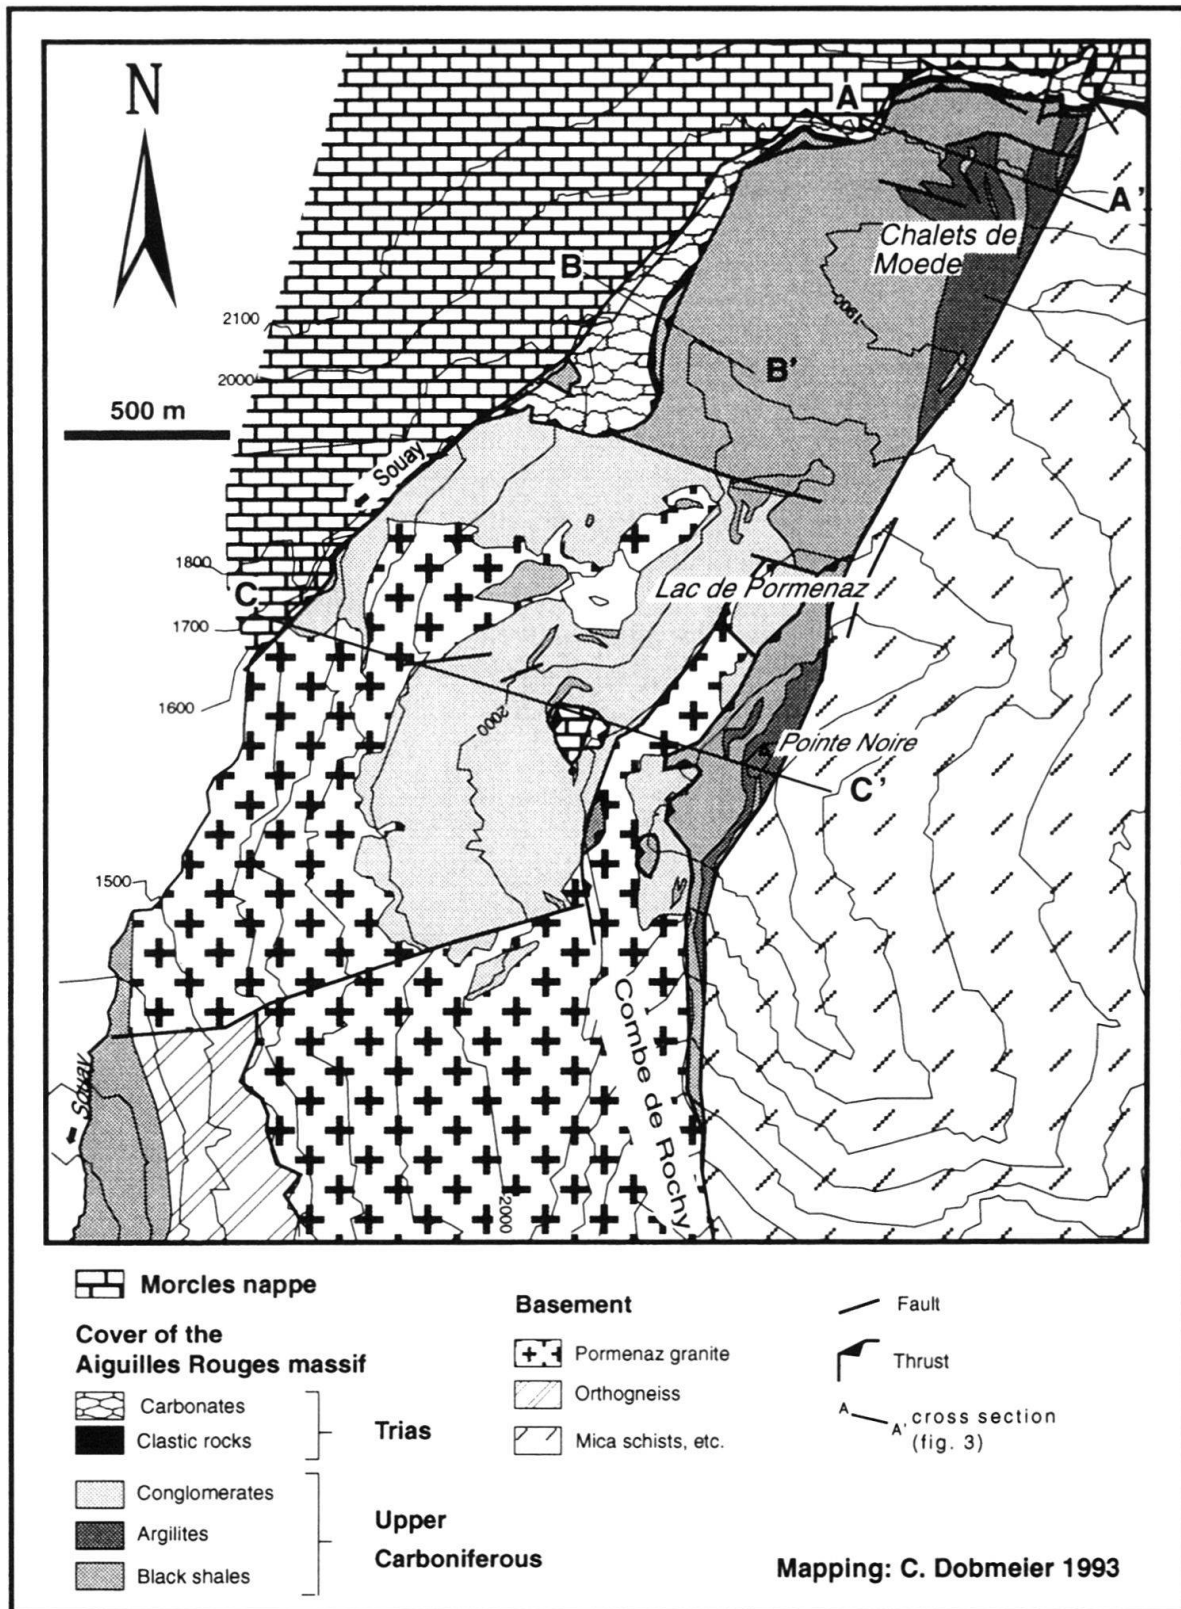 N
A
A'
Chalets de
Moede
B
1900
2100
B'
2000
500 m
Souay
1800
Lac de Pormenaz
C
1700
2000
1600
Pointe Noire
C'
1500
Combe de Rochy
Souay
2000
Morcles nappe
Cover of the
Aiguilles Rouges massif
Carbonates
Clastic rocks
Trias
Conglomerates
Argilites
Black shales
Upper
Carboniferous
Basement
Pormenaz granite
Orthogneiss
Mica schists, etc.
Fault
Thrust
A
A' cross section
(fig. 3)
Mapping: C. Dobmeier 1993